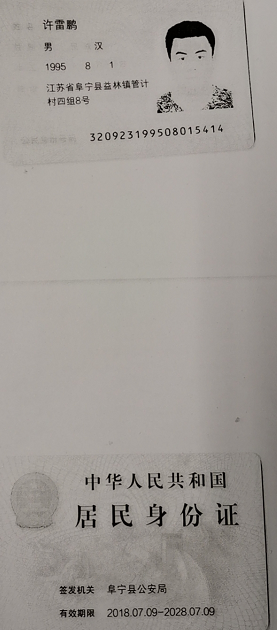 姓名 许雷鹏
男 汉
1995 8 1
江苏省阜宁县益林镇管计
村四组8号
320923199508015414
中华人民共和国
居民身份证
签发机关 阜宁县公安局
有效期限 2018.07.09-2028.07.09